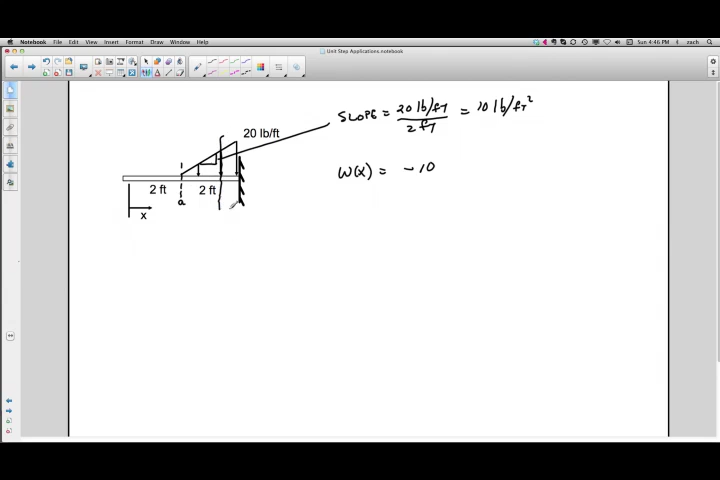 Notebook File Edit View Insert Format Draw Window Help
Sun 4:46 PM zach
Unit Step Applications.notebook
20 lb/ft
2 ft 2 ft
a
x
SLOPE = 20 lb/fT / 2 fT = 10 lb/fT²
W(x) = -10